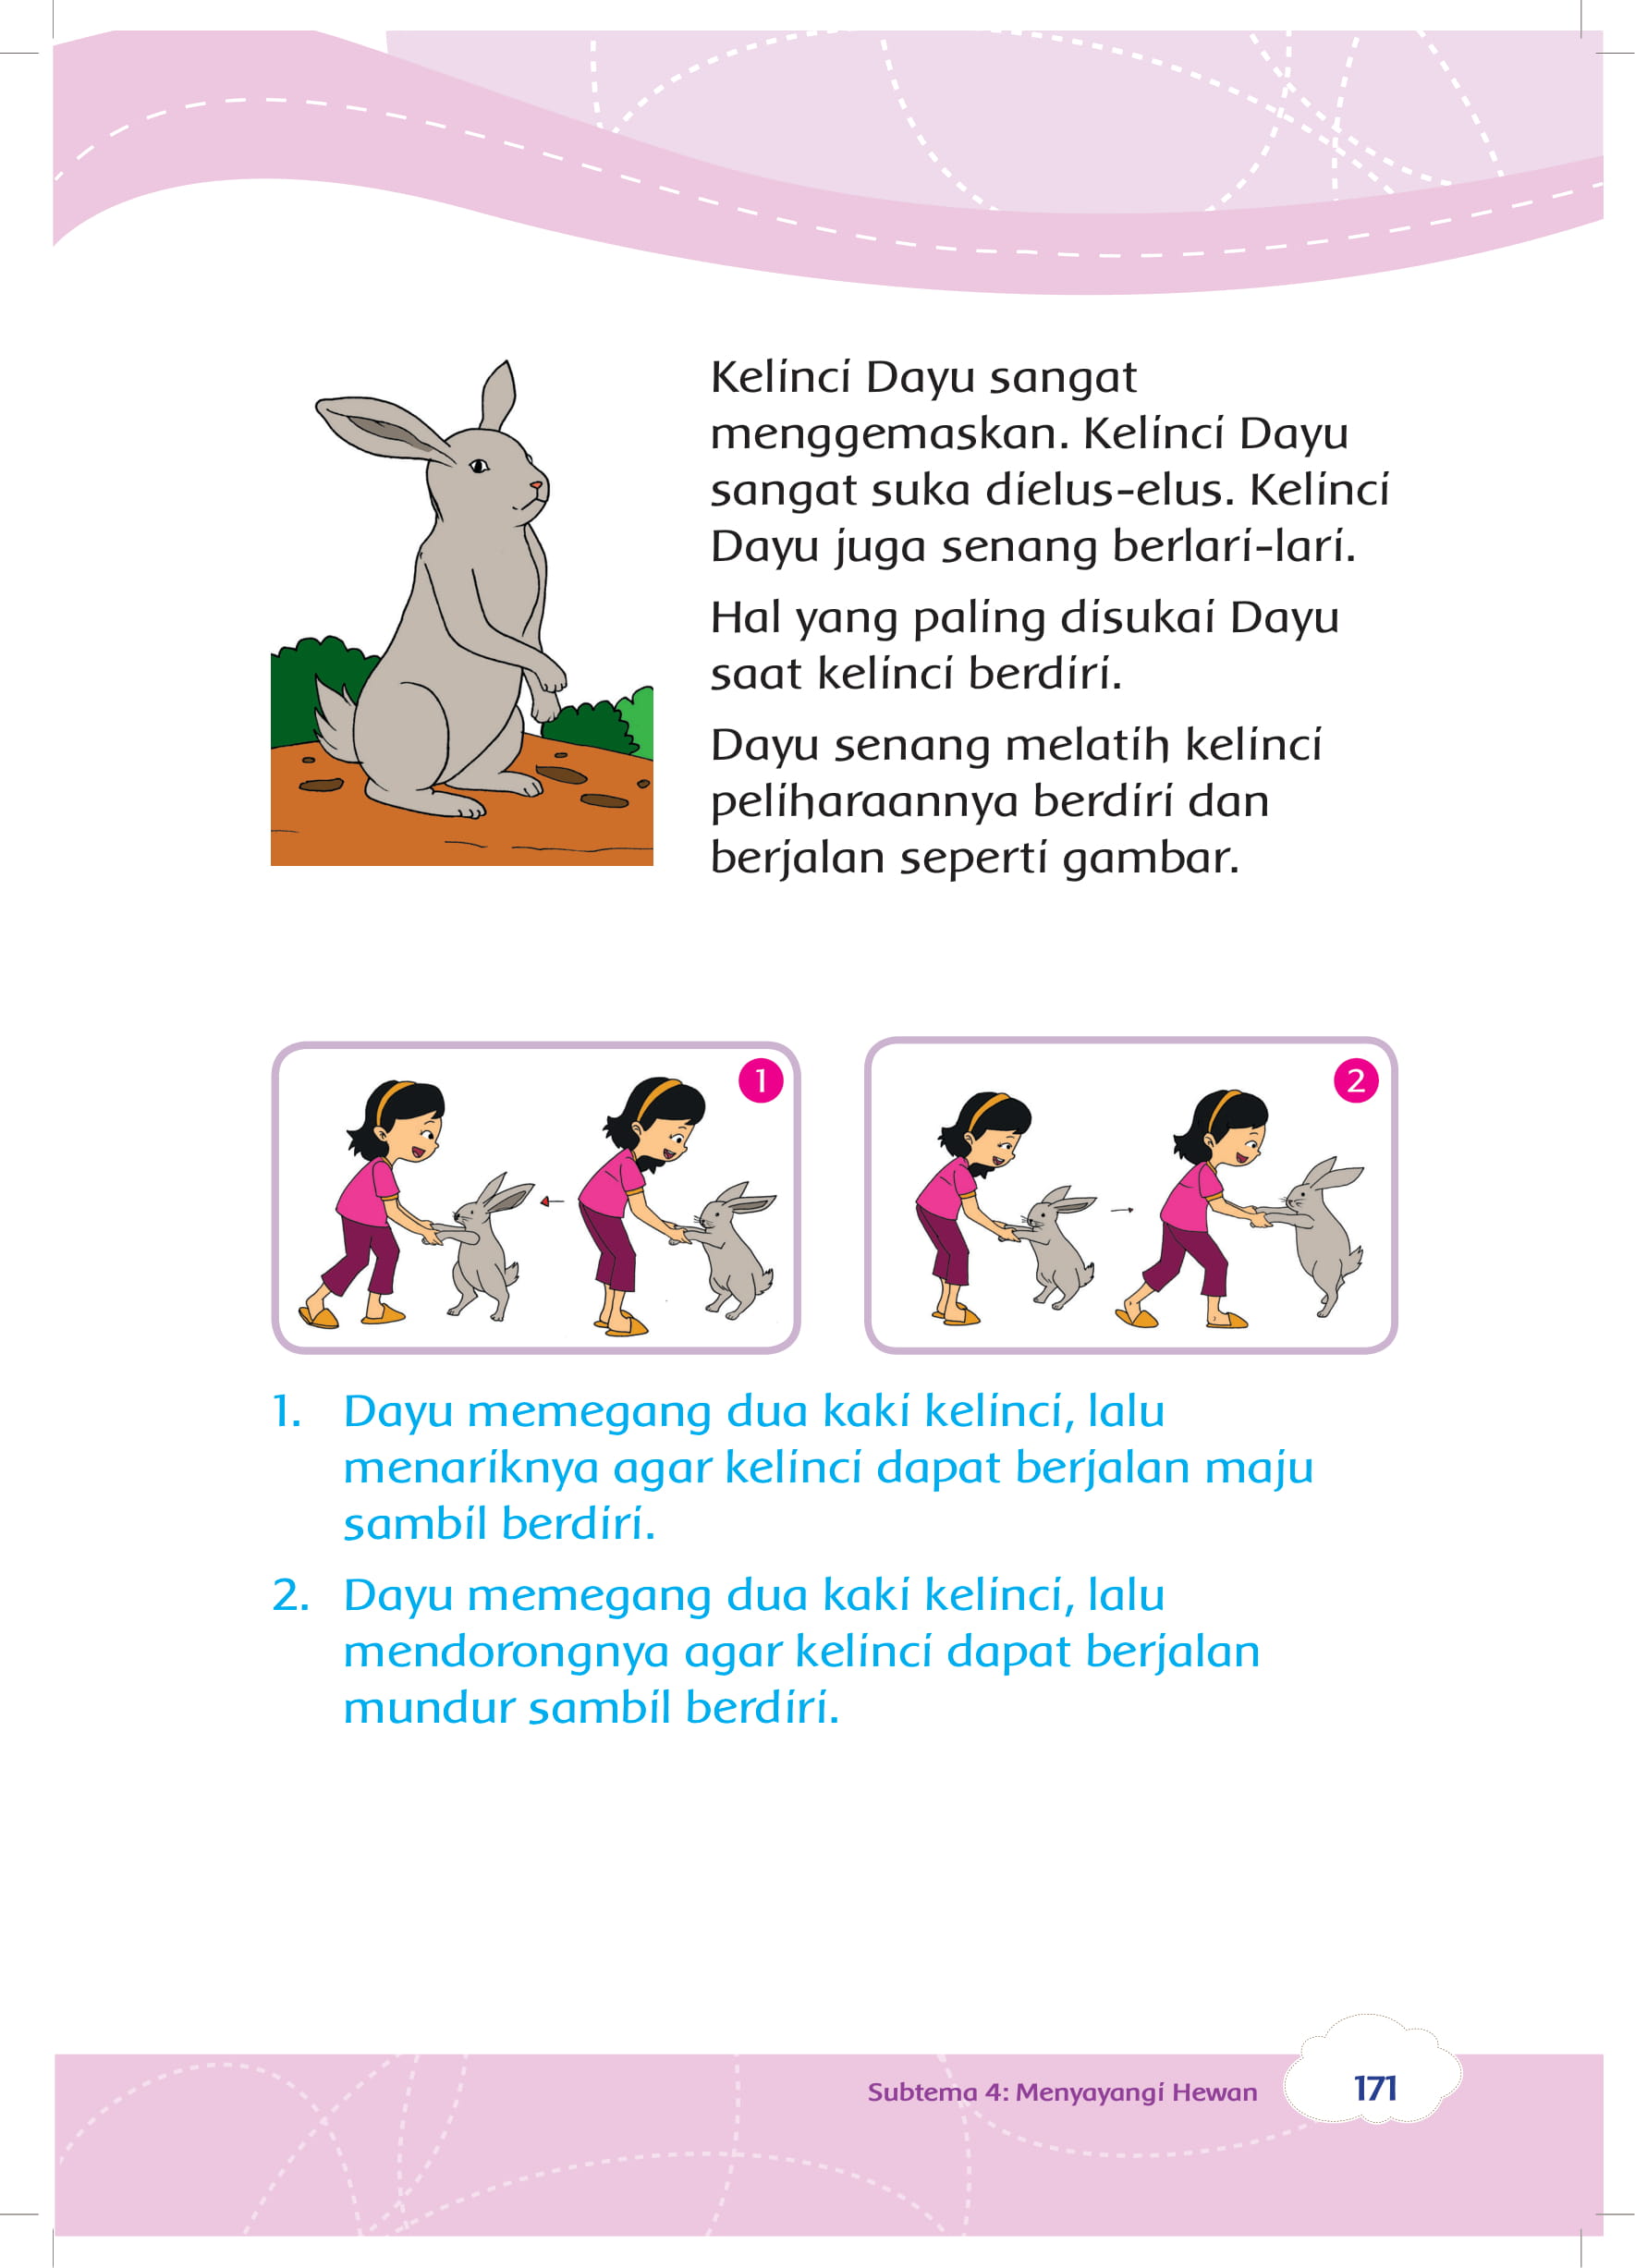 Kelinci Dayu sangat
menggemaskan. Kelinci Dayu
sangat suka dielus-elus. Kelinci
Dayu juga senang berlari-lari.
Hal yang paling disukai Dayu
saat kelinci berdiri.
Dayu senang melatih kelinci
peliharaannya berdiri dan
berjalan seperti gambar.
1
2
1. Dayu memegang dua kaki kelinci, lalu
menariknya agar kelinci dapat berjalan maju
sambil berdiri.
2. Dayu memegang dua kaki kelinci, lalu
mendorongnya agar kelinci dapat berjalan
mundur sambil berdiri.
Subtema 4: Menyayangi Hewan
171